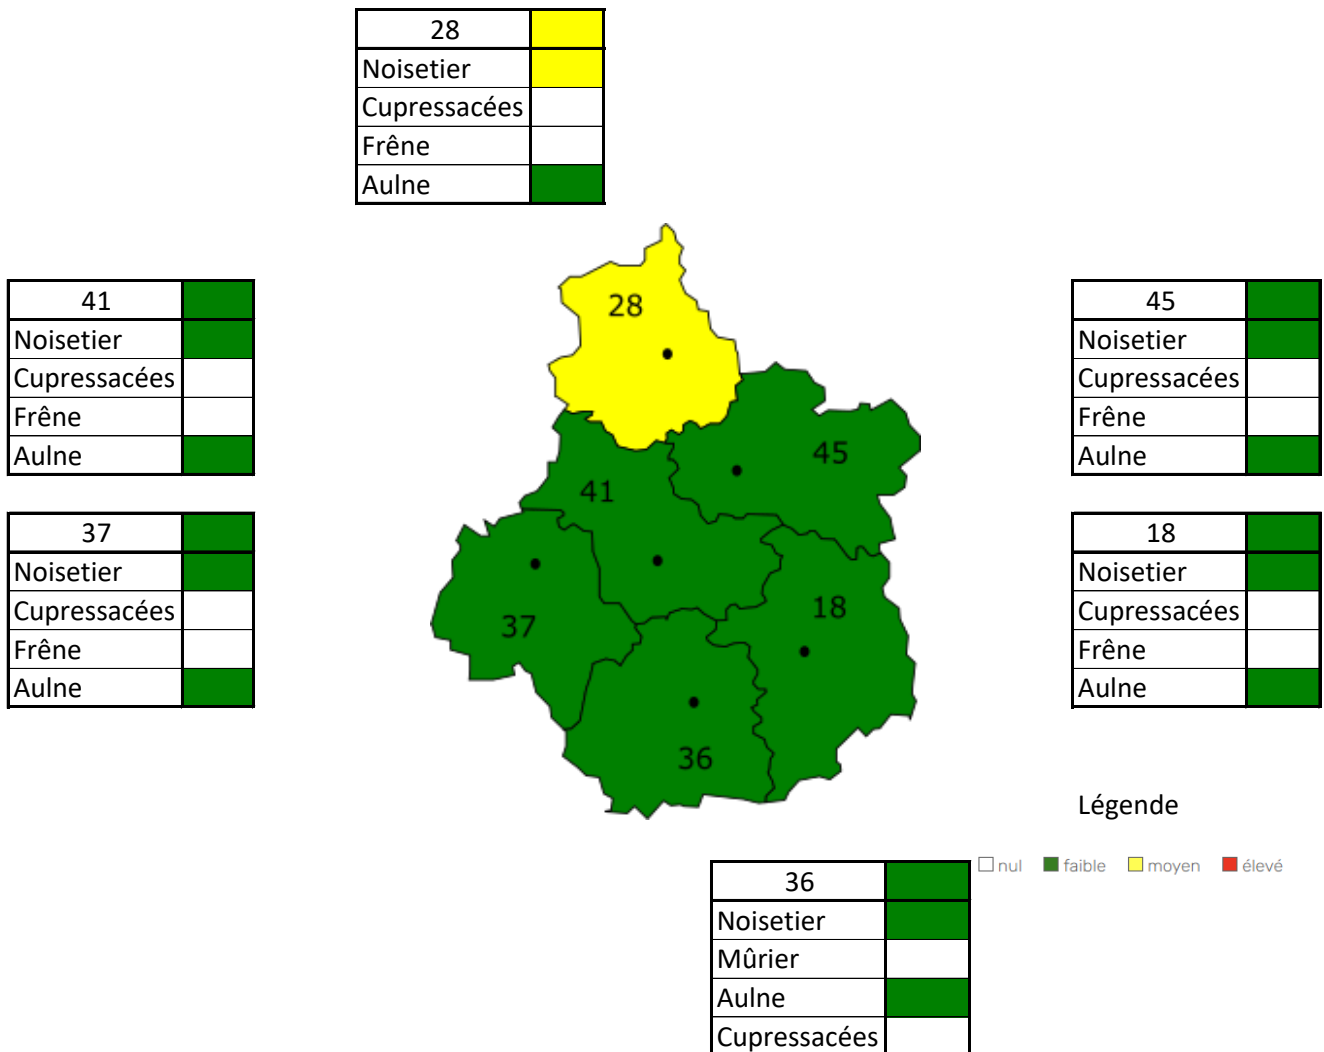 28
Noisetier
Cupressacées
Frêne
Aulne
41
Noisetier
Cupressacées
Frêne
Aulne
37
Noisetier
Cupressacées
Frêne
Aulne
28
45
41
18
37
36
45
Noisetier
Cupressacées
Frêne
Aulne
18
Noisetier
Cupressacées
Frêne
Aulne
Légende
nul faible moyen élevé
36
Noisetier
Mûrier
Aulne
Cupressacées